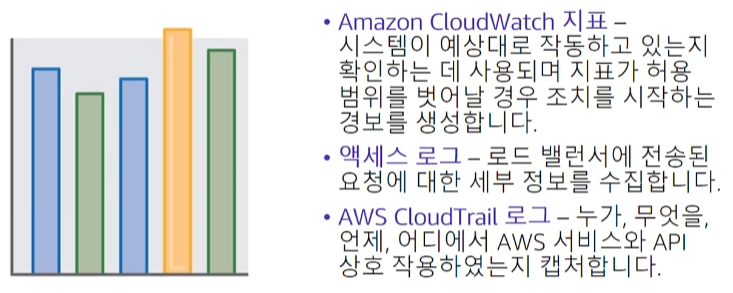 • Amazon CloudWatch 지표 –
시스템이 예상대로 작동하고 있는지
확인하는 데 사용되며 지표가 허용
범위를 벗어날 경우 조치를 시작하는
경보를 생성합니다.
• 액세스 로그 – 로드 밸런서에 전송된
요청에 대한 세부 정보를 수집합니다.
• AWS CloudTrail 로그 – 누가, 무엇을,
언제, 어디에서 AWS 서비스와 API
상호 작용하였는지 캡처합니다.